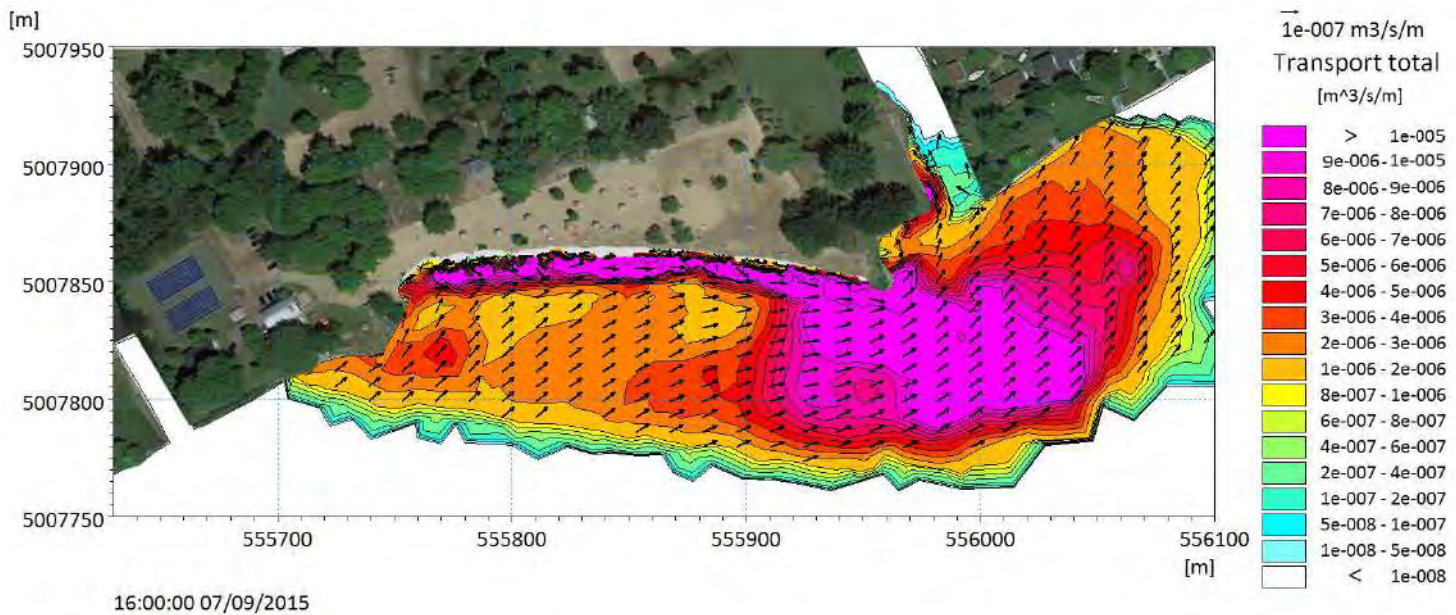 [m]
5007950
5007900
5007850
5007800
5007750
555700 555800 555900 556000 556100
[m]
16:00:00 07/09/2015
1e-007 m3/s/m
Transport total
[m^3/s/m]
> 1e-005
9e-006 - 1e-005
8e-006 - 9e-006
7e-006 - 8e-006
6e-006 - 7e-006
5e-006 - 6e-006
4e-006 - 5e-006
3e-006 - 4e-006
2e-006 - 3e-006
1e-006 - 2e-006
8e-007 - 1e-006
6e-007 - 8e-007
4e-007 - 6e-007
2e-007 - 4e-007
1e-007 - 2e-007
5e-008 - 1e-007
1e-008 - 5e-008
< 1e-008